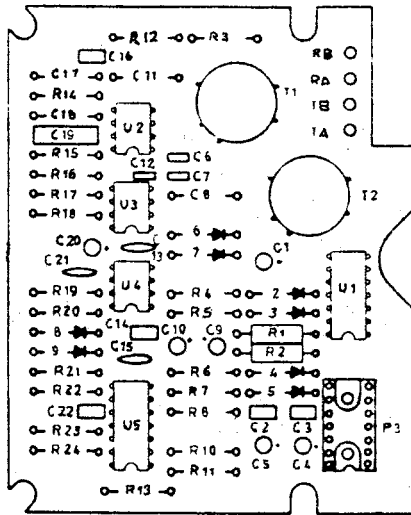 R12 R3
C16
RB
C17 C11
RA
R14
T1
TB
C18
U2
TA
C19
R15
C6
R16
C12
C7
R17
C8
T2
U3
R18
6
C20
7
C1
C21
U4
U1
R19
R4
2
R20
R5
3
8
C14
C10
C9
R1
9
C15
R2
R21
R6
4
R22
R7
5
C22
R8
C2
C3
P3
U5
R23
C5
C4
R24
R10
R11
R13